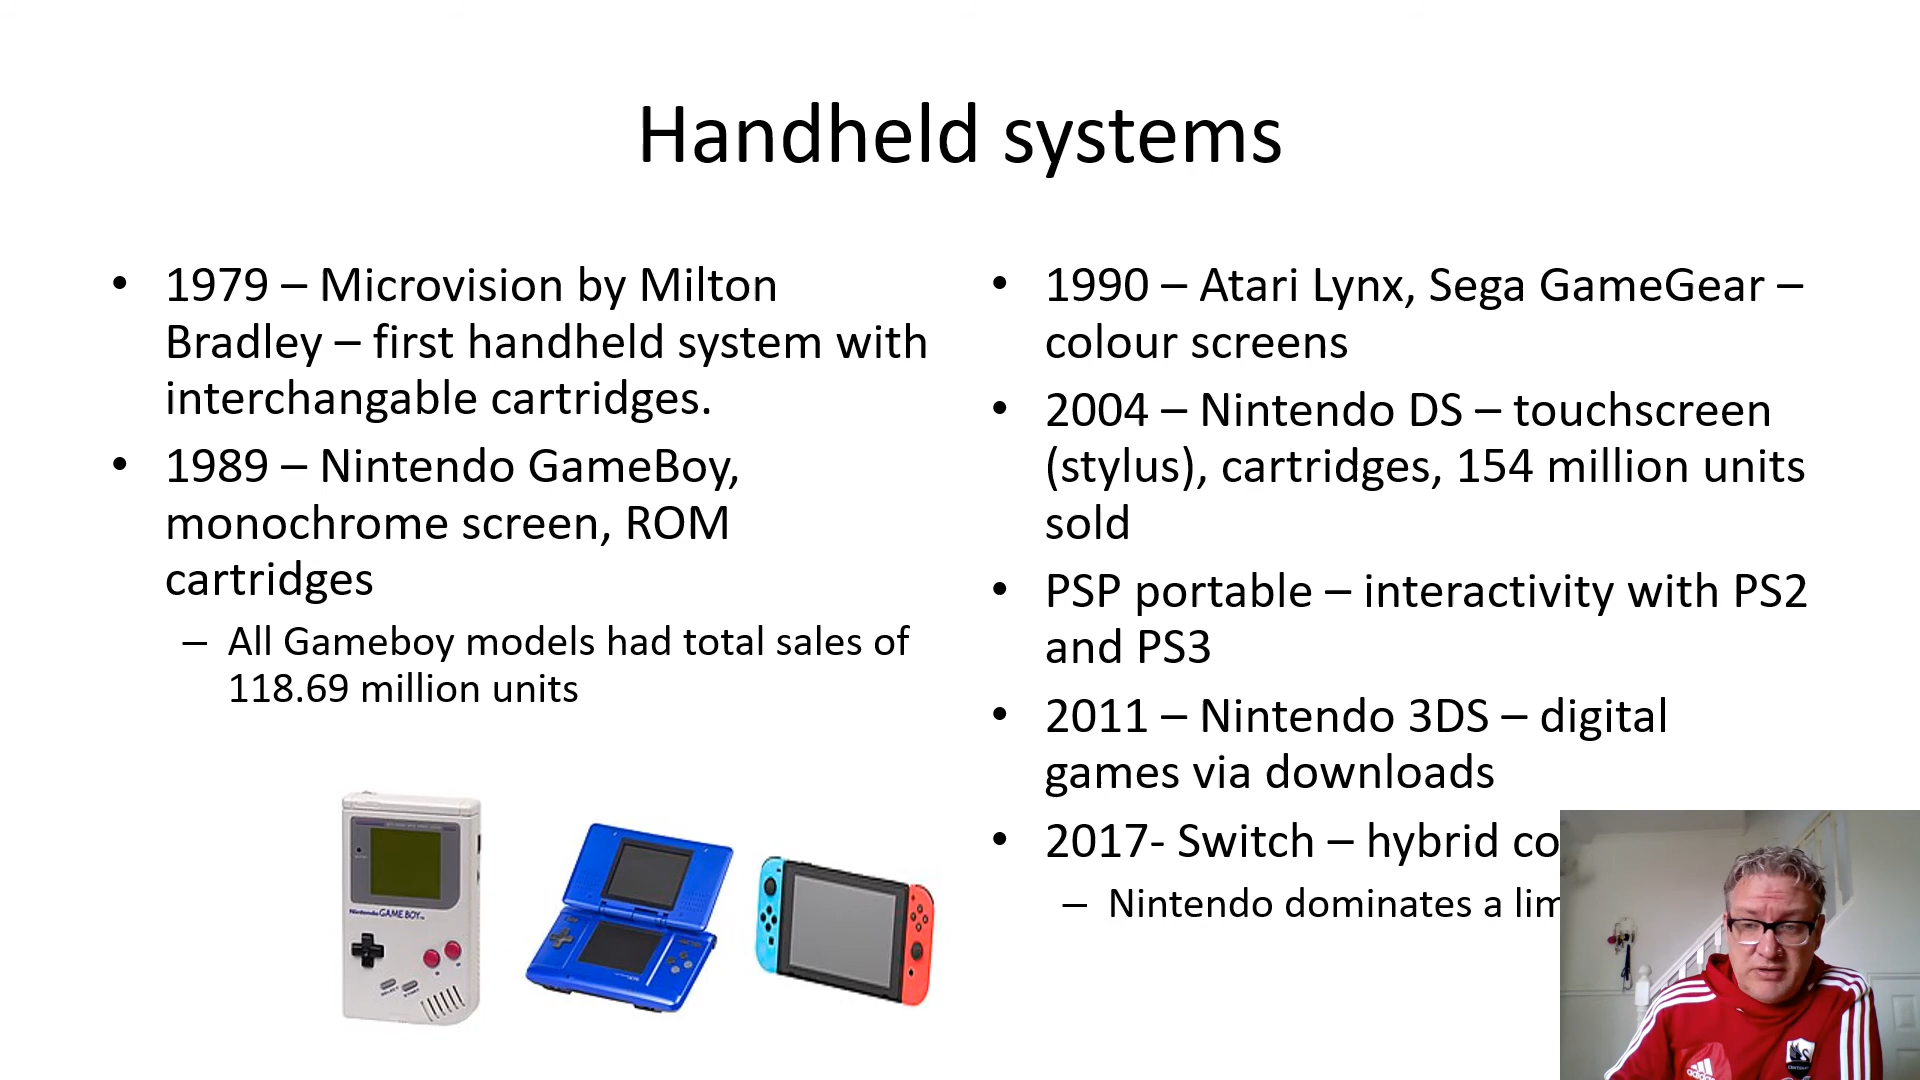 Handheld systems
• 1979 – Microvision by Milton
Bradley – first handheld system with
interchangable cartridges.
• 1989 – Nintendo GameBoy,
monochrome screen, ROM
cartridges
– All Gameboy models had total sales of
118.69 million units
• 1990 – Atari Lynx, Sega GameGear –
colour screens
• 2004 – Nintendo DS – touchscreen
(stylus), cartridges, 154 million units
sold
• PSP portable – interactivity with PS2
and PS3
• 2011 – Nintendo 3DS – digital
games via downloads
• 2017- Switch – hybrid co
– Nintendo dominates a lim
Nintendo GAME BOY
adidas